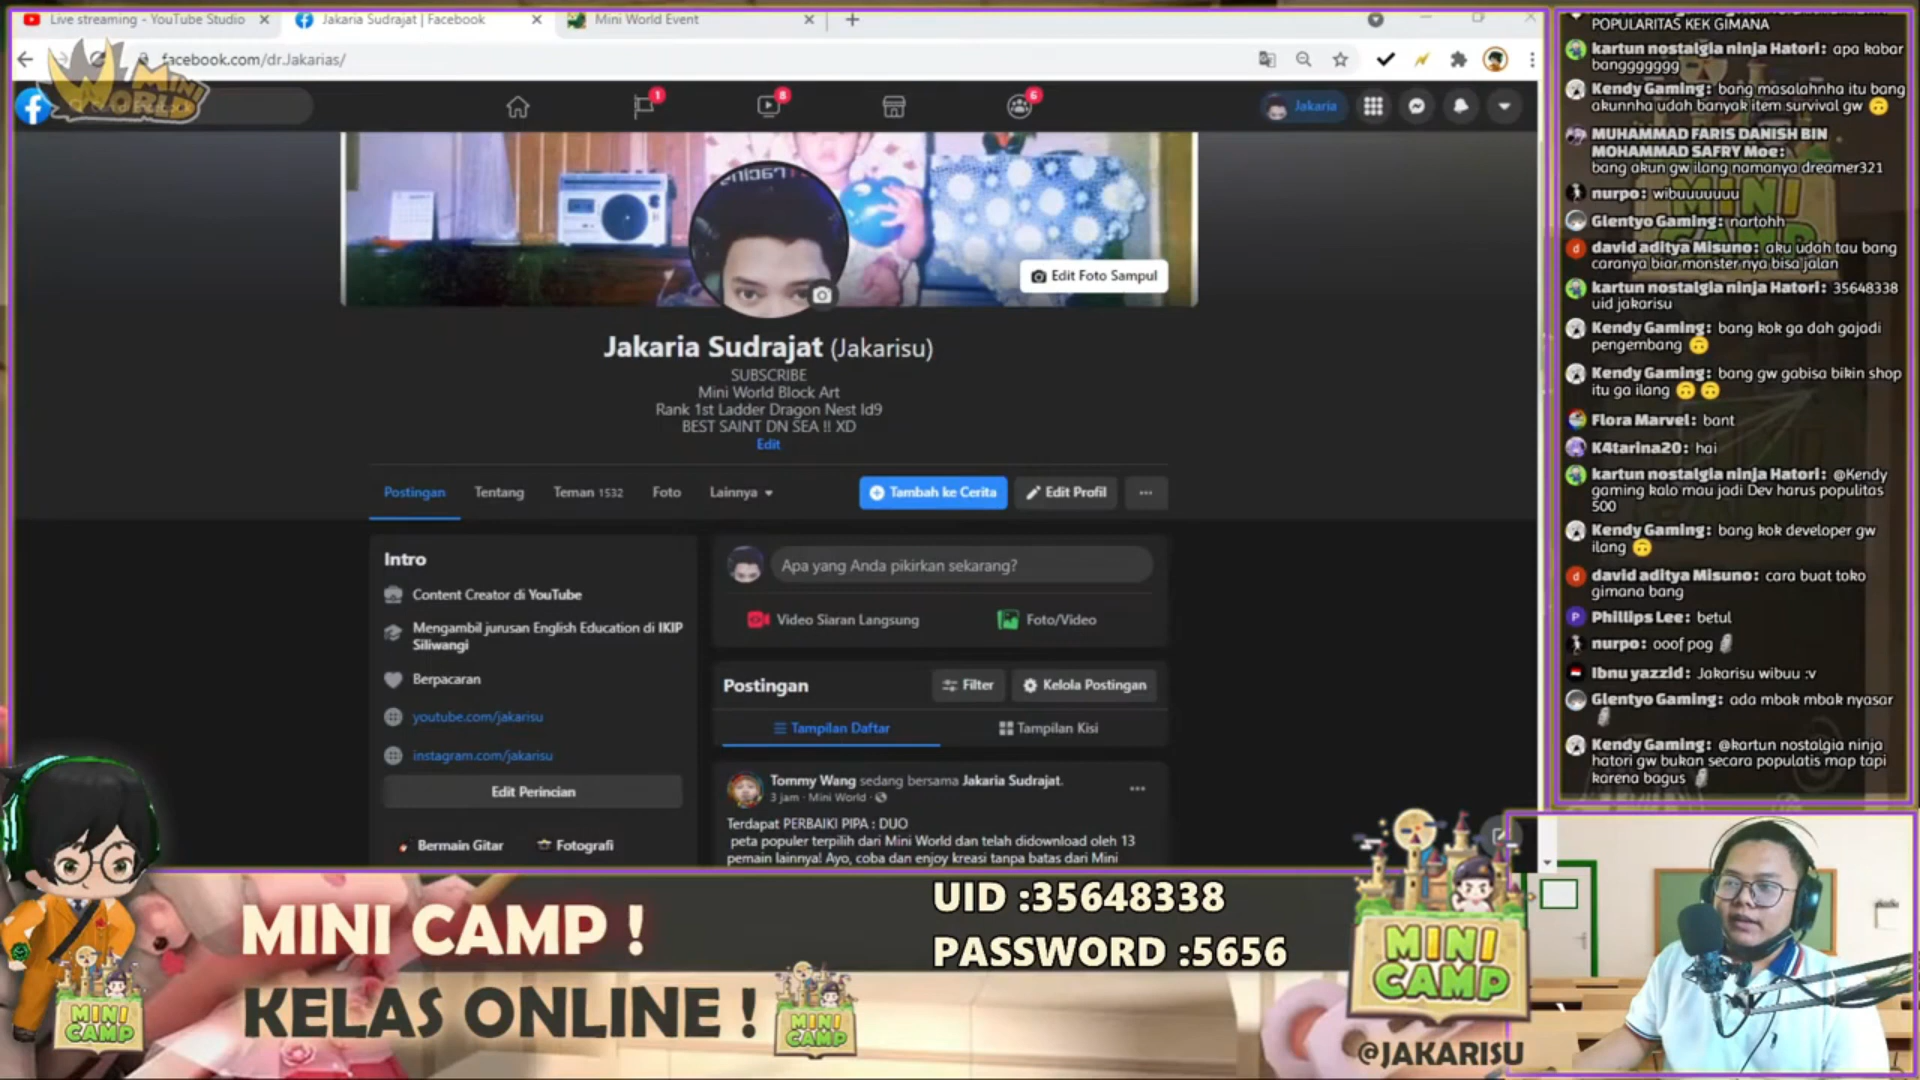 Live streaming - YouTube Studio
Jakaria Sudrajat | Facebook
Mini World Event
facebook.com/dr.Jakarias/
MINI WORLD
1
8
6
Jakaria
Edit Foto Sampul
Jakaria Sudrajat (Jakarisu)
SUBSCRIBE
Mini World Block Art
Rank 1st Ladder Dragon Nest Id9
BEST SAINT DN SEA !! XD
Edit
Postingan
Tentang
Teman 1532
Foto
Lainnya
Tambah ke Cerita
Edit Profil
Intro
Content Creator di YouTube
Mengambil jurusan English Education di IKIP
Siliwangi
Berpacaran
youtube.com/jakarisu
instagram.com/jakarisu
Edit Perincian
Bermain Gitar
Fotografi
Apa yang Anda pikirkan sekarang?
Video Siaran Langsung
Foto/Video
Postingan
Filter
Kelola Postingan
Tampilan Daftar
Tampilan Kisi
Tommy Wang sedang bersama Jakaria Sudrajat.
3 jam · Mini World ·
Terdapat PERBAIKI PIPA : DUO
peta populer terpilih dari Mini World dan telah didownload oleh 13
pemain lainnya! Ayo, coba dan enjoy kreasi tanpa batas dari Mini
POPULARITAS KEK GIMANA
kartun nostalgia ninja Hatori: apa kabar
banggggggg
Kendy Gaming: bang masalahnha itu bang
akunnha udah banyak item survival gw 🙃
MUHAMMAD FARIS DANISH BIN
MOHAMMAD SAFRY Moe:
bang akun gw ilang namanya dreamer321
nurpo: wibuuuuuuu
Glentyo Gaming: nartohh
david aditya Misuno: aku udah tau bang
caranya biar monster nya bisa jalan
kartun nostalgia ninja Hatori: 35648338
uid jakarisu
Kendy Gaming: bang kok ga dah gajadi
pengembang 🙃
Kendy Gaming: bang gw gabisa bikin shop
itu ga ilang 🙃 🙃
Flora Marvel: bant
K4tarina20: hai
kartun nostalgia ninja Hatori: @Kendy
gaming kalo mau jadi Dev harus populitas
500
Kendy Gaming: bang kok developer gw
ilang 🙃
david aditya Misuno: cara buat toko
gimana bang
Phillips Lee: betul
nurpo: ooof pog 🗿
Ibnu yazzid: Jakarisu wibuu :v
Glentyo Gaming: ada mbak mbak nyasar
🗿
Kendy Gaming: @kartun nostalgia ninja
hatori gw bukan secara populatis map tapi
karena bagus 🗿
MINI CAMP !
KELAS ONLINE !
UID :35648338
PASSWORD :5656
MINI
CAMP
MINI
CAMP
MINI
CAMP
@JAKARISU